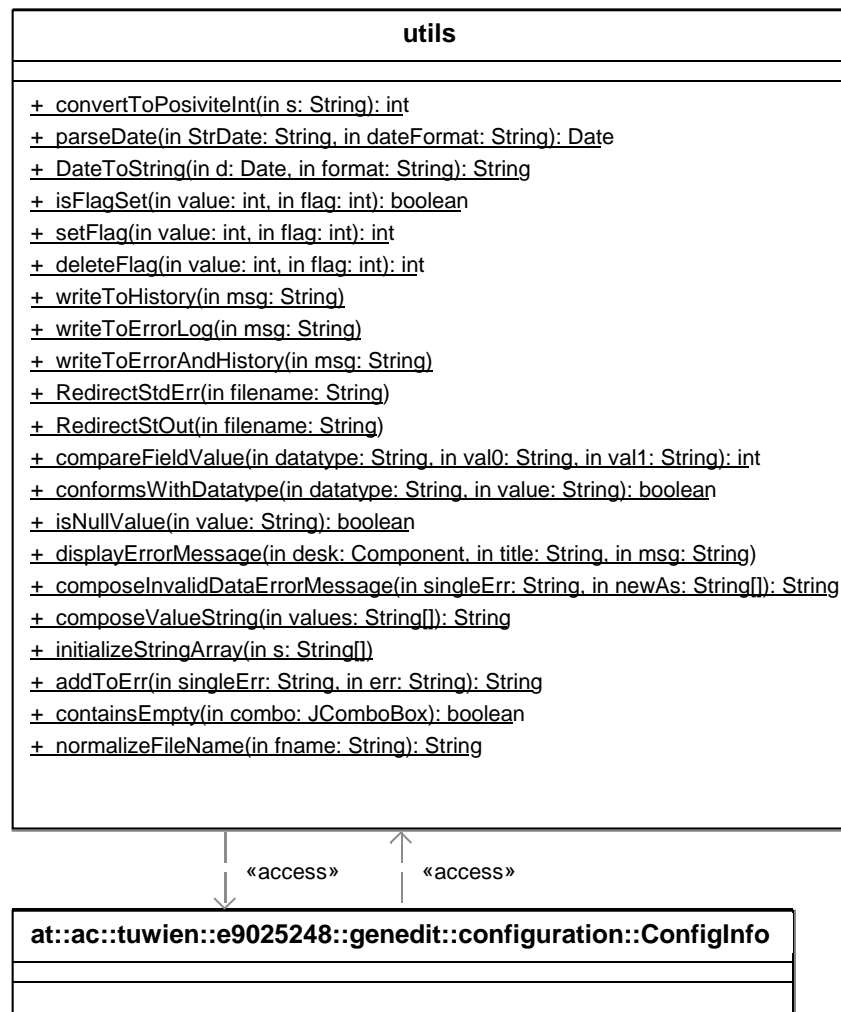 utils
+ convertToPosiviteInt(in s: String): int
+ parseDate(in StrDate: String, in dateFormat: String): Date
+ DateToString(in d: Date, in format: String): String
+ isFlagSet(in value: int, in flag: int): boolean
+ setFlag(in value: int, in flag: int): int
+ deleteFlag(in value: int, in flag: int): int
+ writeToHistory(in msg: String)
+ writeToErrorLog(in msg: String)
+ writeToErrorAndHistory(in msg: String)
+ RedirectStdErr(in filename: String)
+ RedirectStOut(in filename: String)
+ compareFieldValue(in datatype: String, in val0: String, in val1: String): int
+ conformsWithDatatype(in datatype: String, in value: String): boolean
+ isNullValue(in value: String): boolean
+ displayErrorMessage(in desk: Component, in title: String, in msg: String)
+ composeInvalidDataErrorMessage(in singleErr: String, in newAs: String[]): String
+ composeValueString(in values: String[]): String
+ initializeStringArray(in s: String[])
+ addToErr(in singleErr: String, in err: String): String
+ containsEmpty(in combo: JComboBox): boolean
+ normalizeFileName(in fname: String): String
«access» «access»
at::ac::tuwien::e9025248::genedit::configuration::ConfigInfo